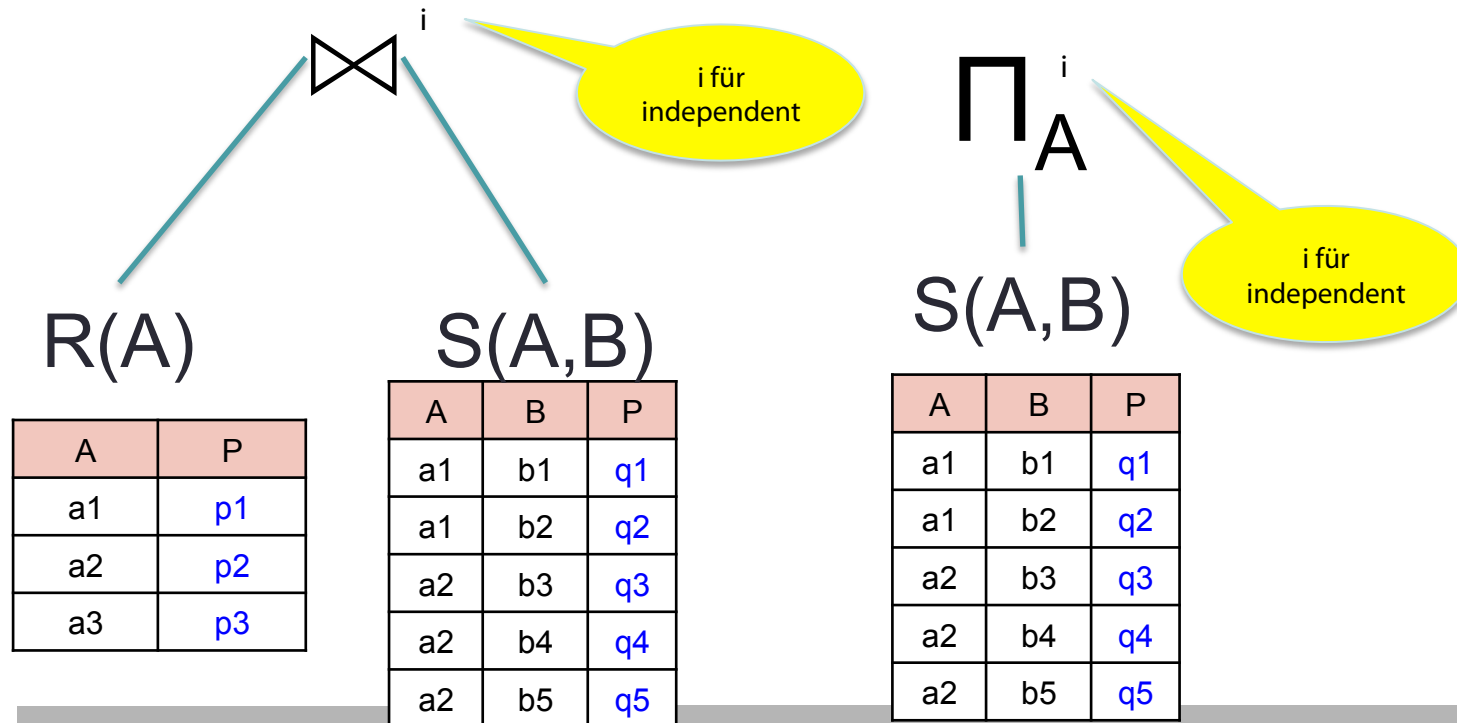 ⋈ i
i für
independent
Π i
A
i für
independent
R(A)
S(A,B)
S(A,B)
A P
a1 p1
a2 p2
a3 p3
A B P
a1 b1 q1
a1 b2 q2
a2 b3 q3
a2 b4 q4
a2 b5 q5
A B P
a1 b1 q1
a1 b2 q2
a2 b3 q3
a2 b4 q4
a2 b5 q5